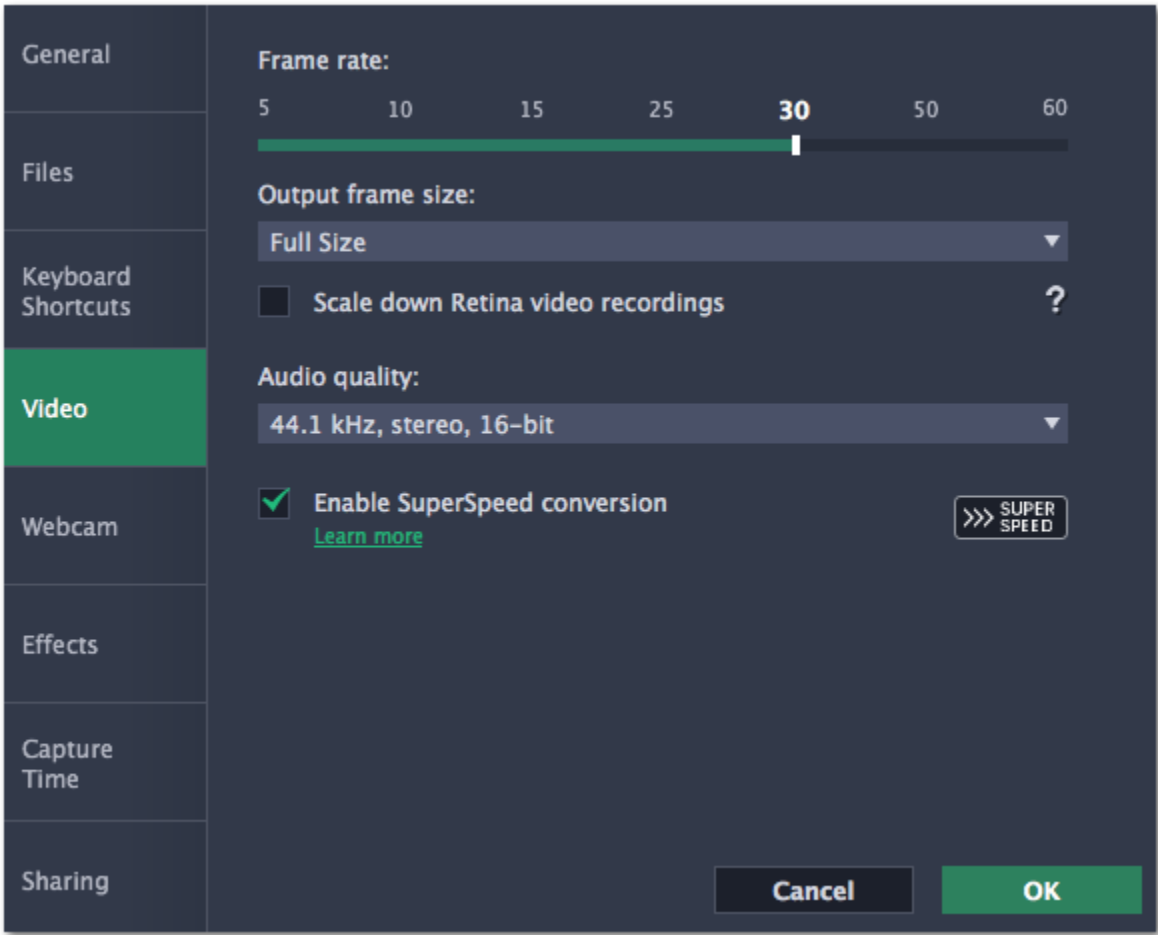 General
Files
Keyboard
Shortcuts
Video
Webcam
Effects
Capture
Time
Sharing
Frame rate:
5 10 15 25 30 50 60
Output frame size:
Full Size
Scale down Retina video recordings ?
Audio quality:
44.1 kHz, stereo, 16-bit
Enable SuperSpeed conversion
Learn more
>>> SUPER
SPEED
Cancel OK